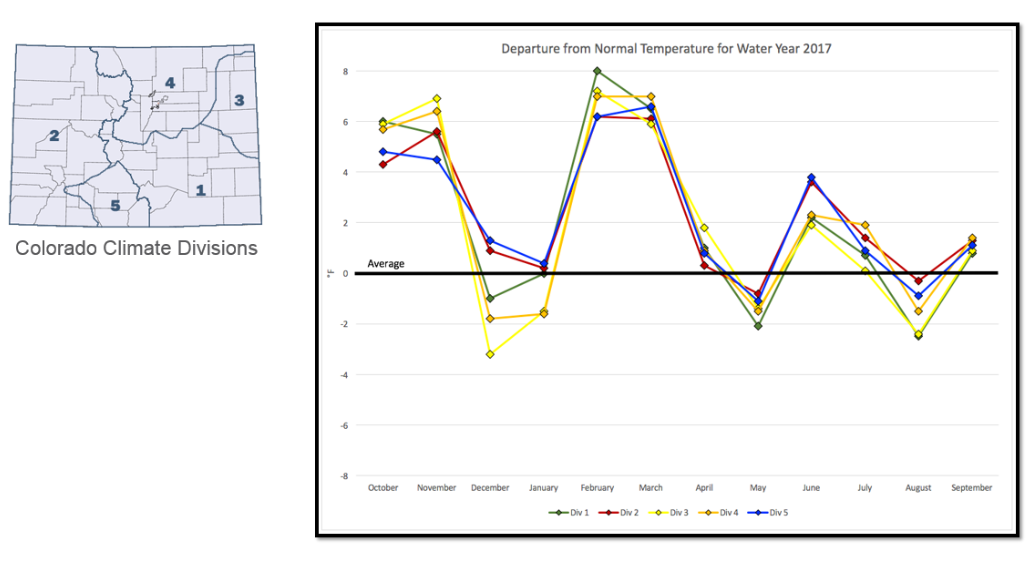 4
3
2
1
5
Colorado Climate Divisions
Departure from Normal Temperature for Water Year 2017
8
6
4
2
0
-2
-4
-6
-8
°F
Average
October November December January February March April May June July August September
Div 1 Div 2 Div 3 Div 4 Div 5